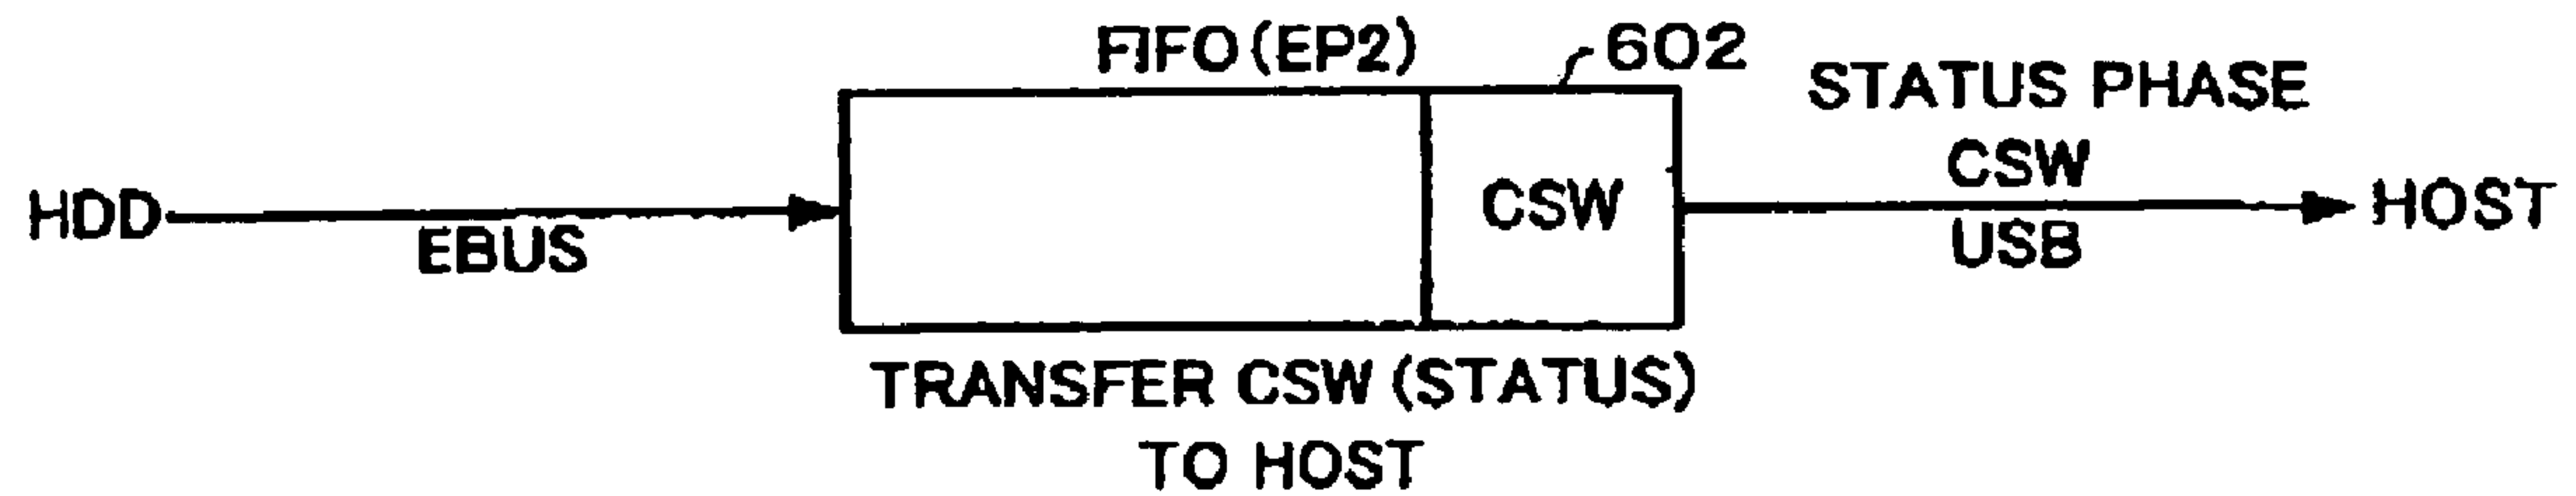 FIFO (EP2)
602
STATUS PHASE
CSW
HDD
EBUS
CSW
USB
HOST
TRANSFER CSW (STATUS)
TO HOST